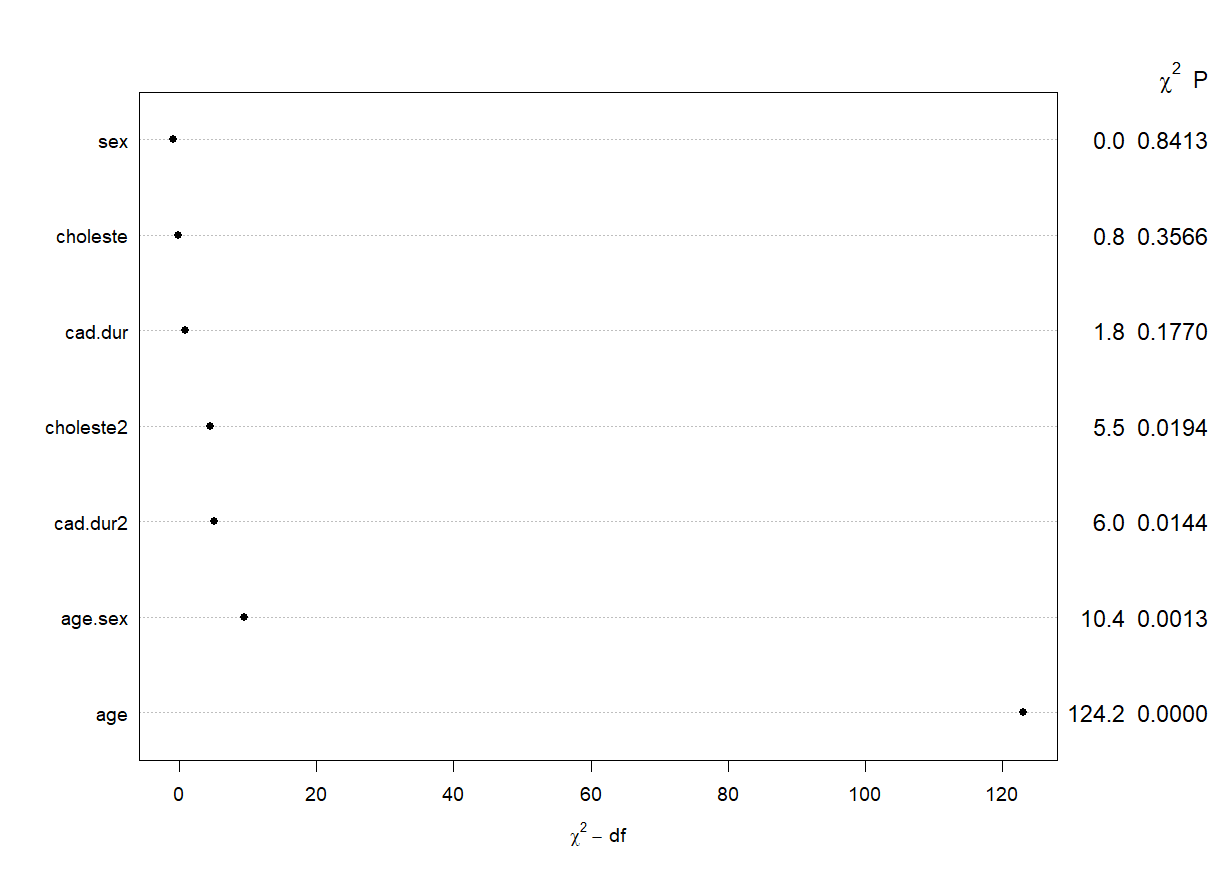 χ² P
sex 0.0 0.8413
choleste 0.8 0.3566
cad.dur 1.8 0.1770
choleste2 5.5 0.0194
cad.dur2 6.0 0.0144
age.sex 10.4 0.0013
age 124.2 0.0000
0 20 40 60 80 100 120
χ² − df